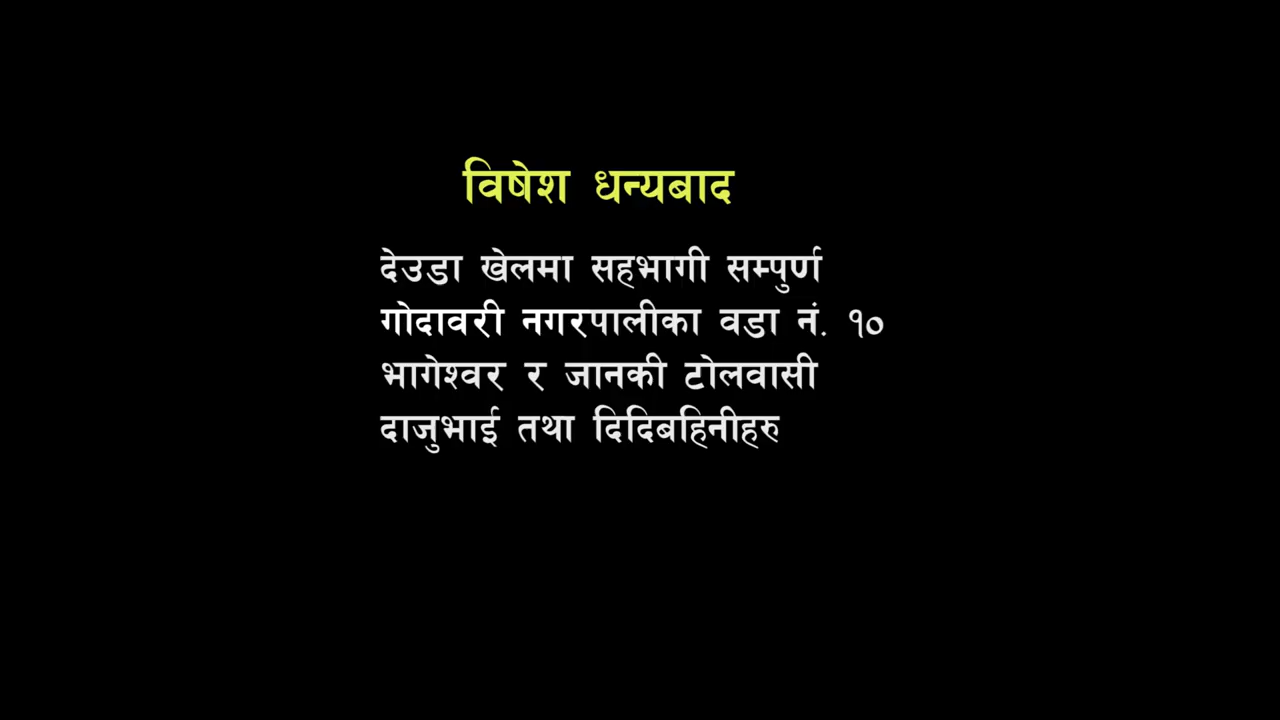 विषेश धन्यबाद
देउडा खेलमा सहभागी सम्पुर्ण
गोदावरी नगरपालीका वडा नं. १०
भागेश्वर र जानकी टोलवासी
दाजुभाई तथा दिदिबहिनीहरु